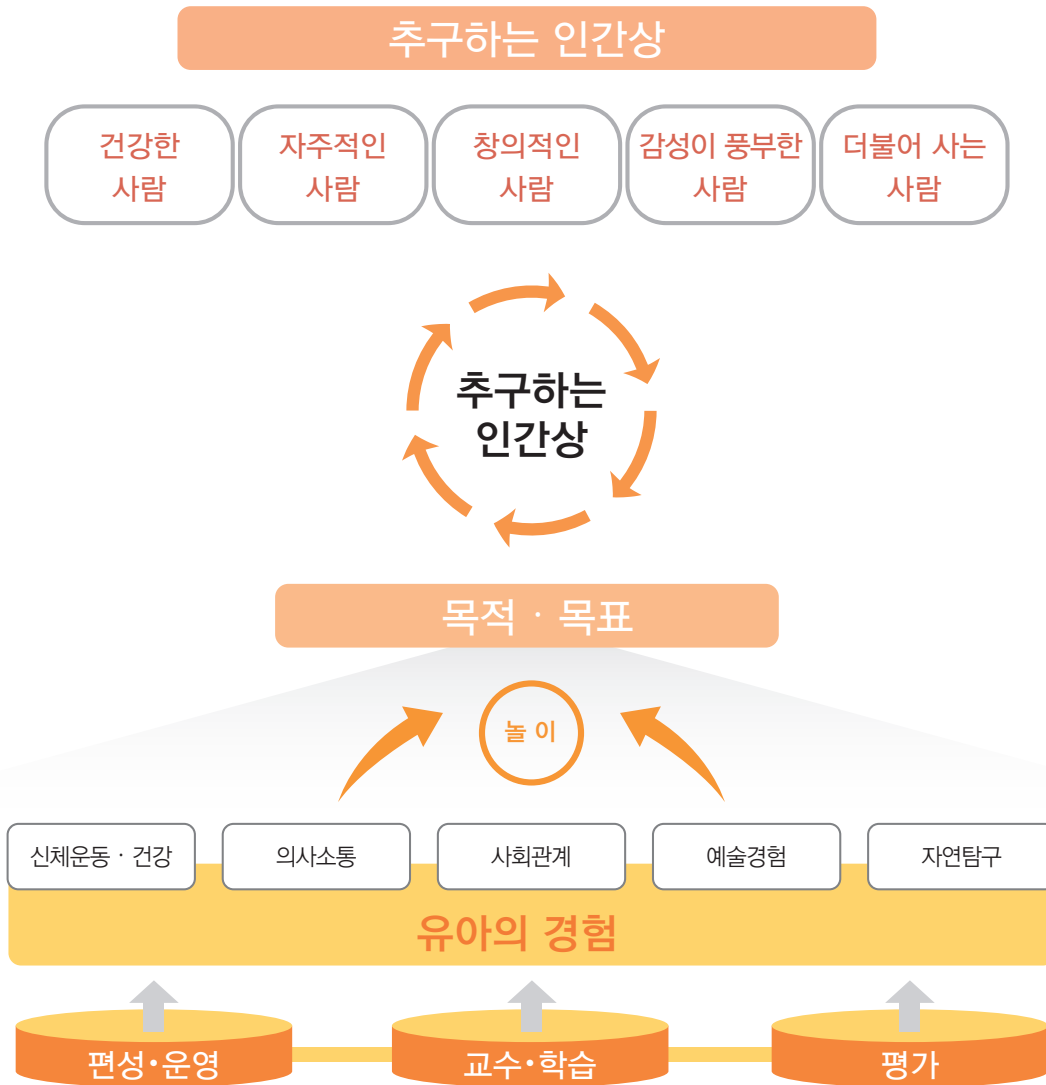 추구하는 인간상
건강한
사람
자주적인
사람
창의적인
사람
감성이 풍부한
사람
더불어 사는
사람
추구하는
인간상
목적 · 목표
놀 이
신체운동 · 건강
의사소통
사회관계
예술경험
자연탐구
유아의 경험
편성·운영
교수·학습
평가